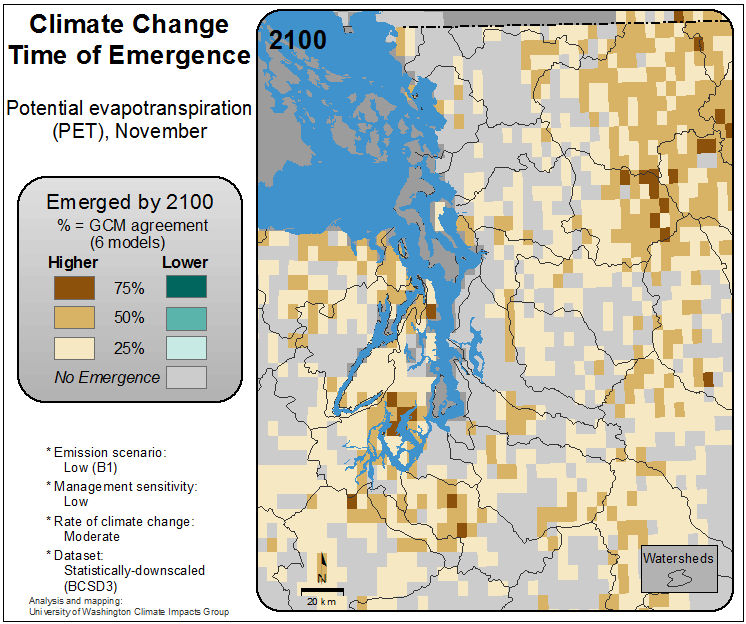 Climate Change
Time of Emergence
Potential evapotranspiration
(PET), November
Emerged by 2100
% = GCM agreement
(6 models)
Higher
Lower
75%
50%
25%
No Emergence
* Emission scenario:
Low (B1)
* Management sensitivity:
Low
* Rate of climate change:
Moderate
* Dataset:
Statistically-downscaled
(BCSD3)
Analysis and mapping:
University of Washington Climate Impacts Group
2100
N
20 km
Watersheds